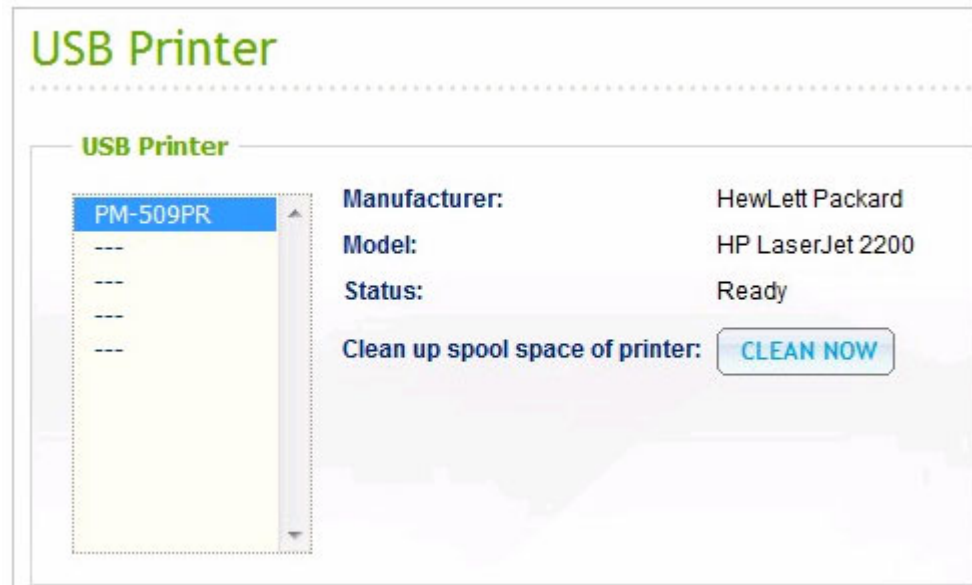 USB Printer
USB Printer
PM-509PR
---
---
---
---
Manufacturer: HewLett Packard
Model: HP LaserJet 2200
Status: Ready
Clean up spool space of printer: CLEAN NOW